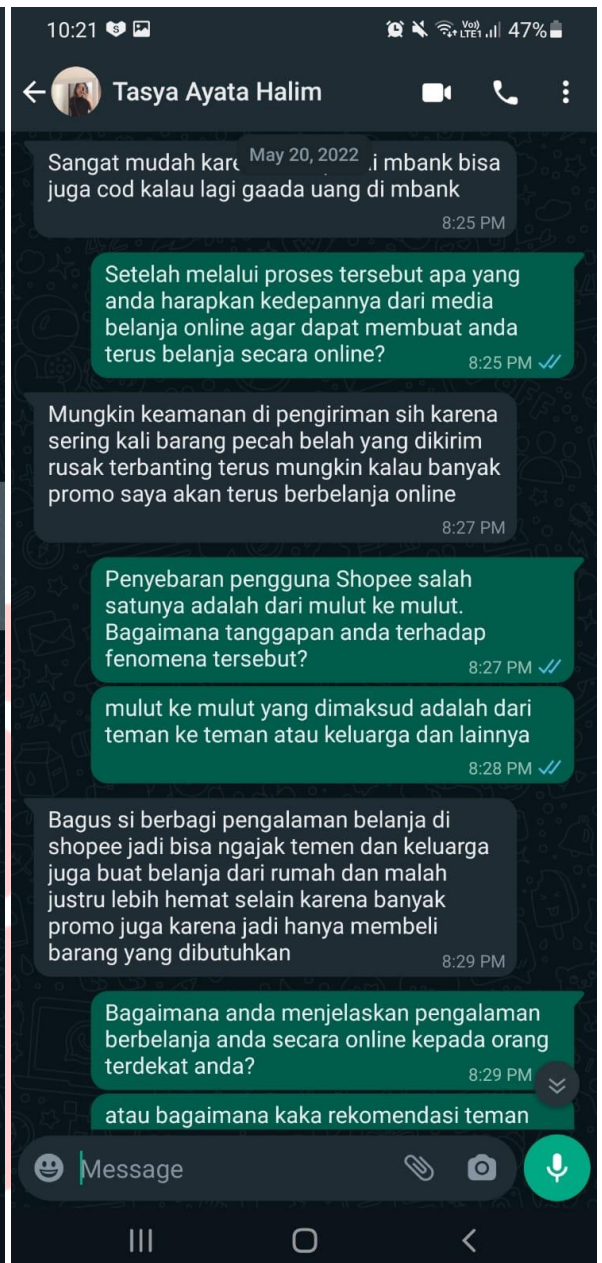 10:21 47%
Tasya Ayata Halim
May 20, 2022
Sangat mudah kare i mbank bisa
juga cod kalau lagi gaada uang di mbank
8:25 PM
Setelah melalui proses tersebut apa yang
anda harapkan kedepannya dari media
belanja online agar dapat membuat anda
terus belanja secara online?
8:25 PM
Mungkin keamanan di pengiriman sih karena
sering kali barang pecah belah yang dikirim
rusak terbanting terus mungkin kalau banyak
promo saya akan terus berbelanja online
8:27 PM
Penyebaran pengguna Shopee salah
satunya adalah dari mulut ke mulut.
Bagaimana tanggapan anda terhadap
fenomena tersebut?
8:27 PM
mulut ke mulut yang dimaksud adalah dari
teman ke teman atau keluarga dan lainnya
8:28 PM
Bagus si berbagi pengalaman belanja di
shopee jadi bisa ngajak temen dan keluarga
juga buat belanja dari rumah dan malah
justru lebih hemat selain karena banyak
promo juga karena jadi hanya membeli
barang yang dibutuhkan
8:29 PM
Bagaimana anda menjelaskan pengalaman
berbelanja anda secara online kepada orang
terdekat anda?
8:29 PM
atau bagaimana kaka rekomendasi teman
Message